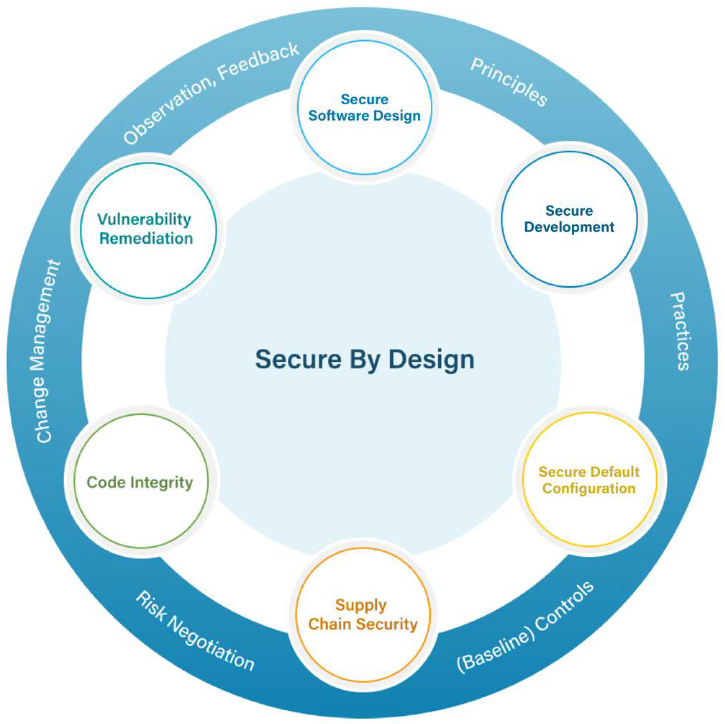 Observation, Feedback
Principles
Secure
Software Design
Vulnerability
Remediation
Secure
Development
Change Management
Practices
Secure By Design
Code Integrity
Secure Default
Configuration
Risk Negotiation
Supply
Chain Security
(Baseline) Controls